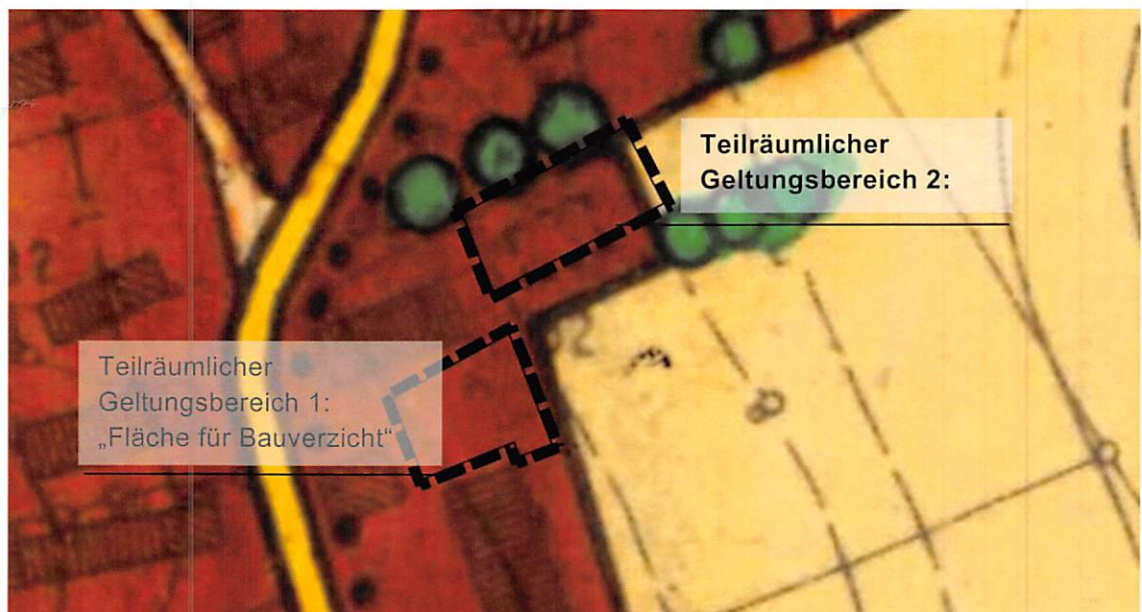 Teilräumlicher
Geltungsbereich 2:
Teilräumlicher
Geltungsbereich 1:
„Fläche für Bauverzicht“